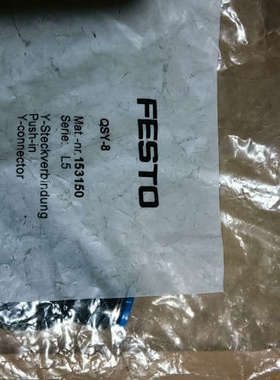 FESTO
QSY-8
Mat.-nr. 153150
Serie: L5
Y-Steckverbindung
Push-in
Y-connector